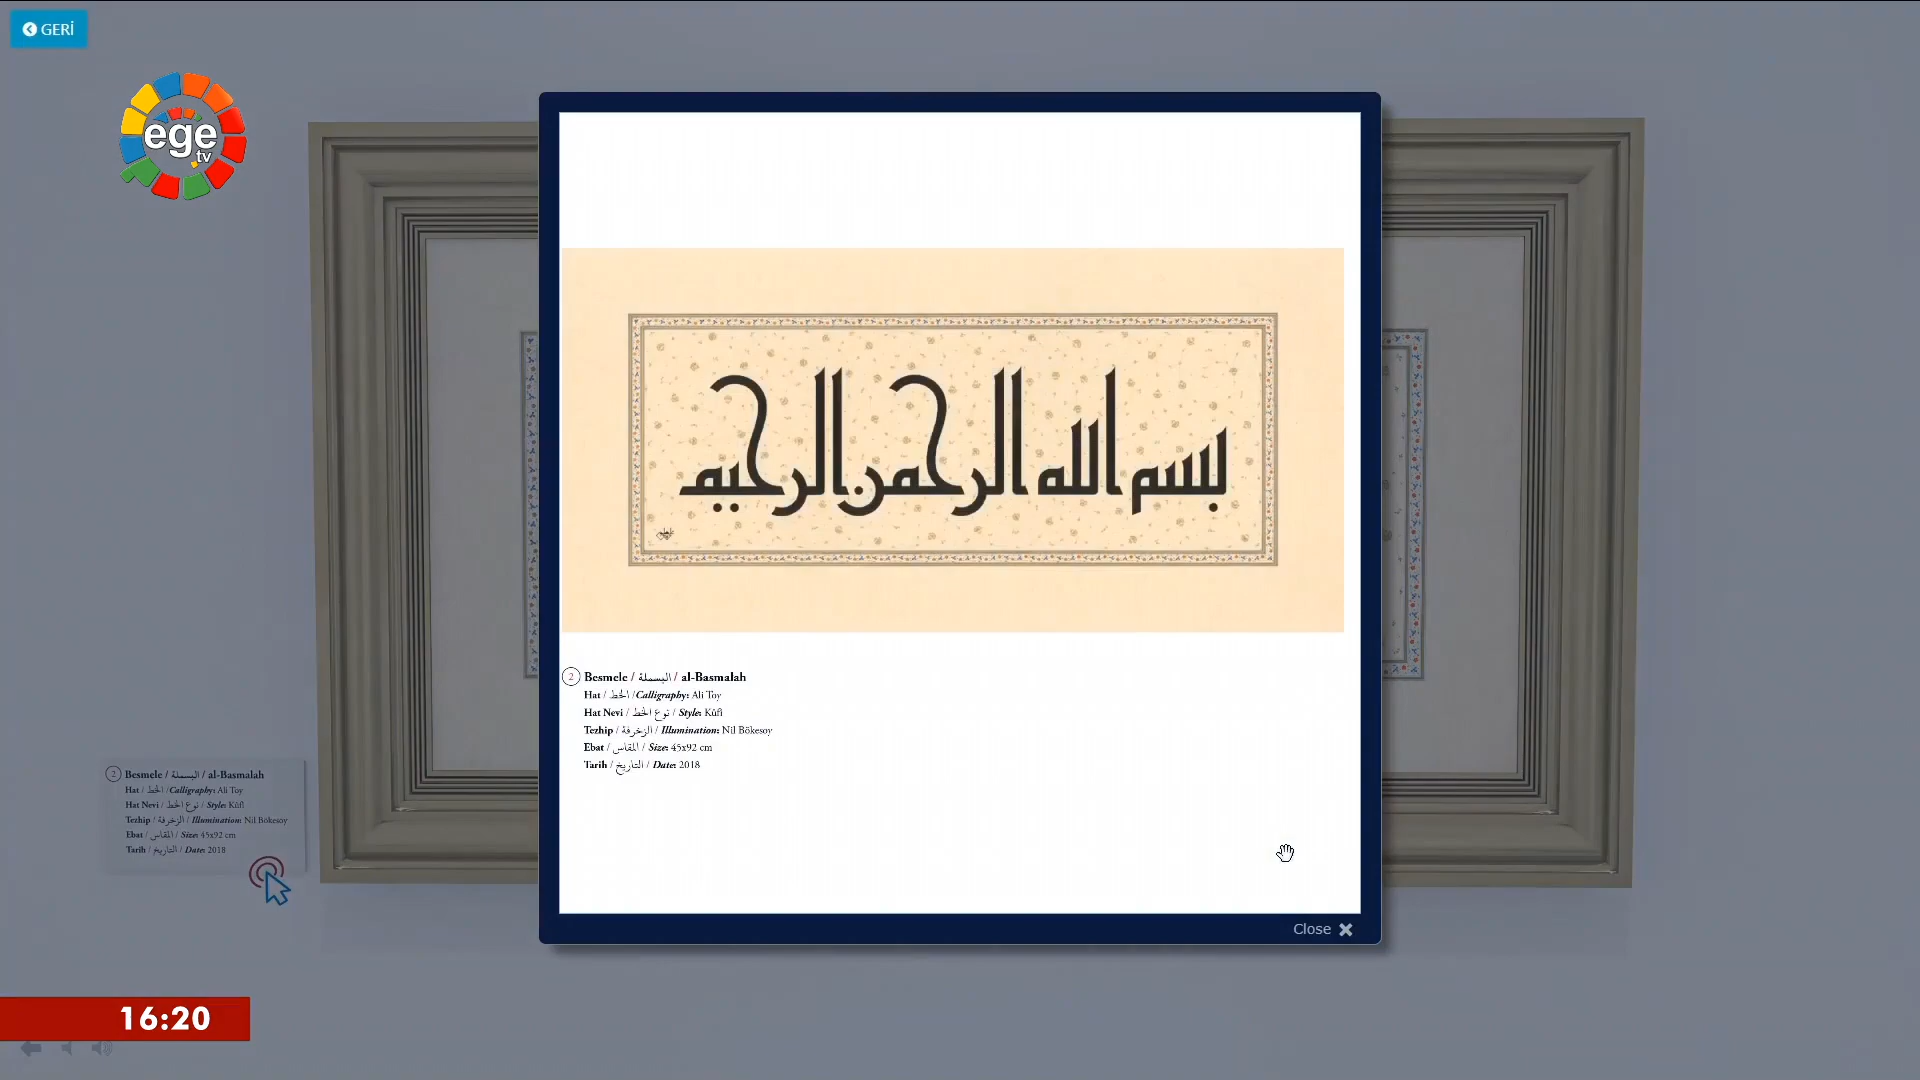 GERİ
ege
tv
بسم الله الرحمن الرحيم
2 Besmele / البسملة / al-Basmalah
Hat / الخط / Calligraphy: Ali Toy
Hat Nevi / نوع الخط / Style: Kûfî
Tezhip / الزخرفة / Illumination: Nil Bökesoy
Ebat / المقاس / Size: 45x92 cm
Tarih / التاريخ / Date: 2018
2 Besmele / البسملة / al-Basmalah
Hat / الخط / Calligraphy: Ali Toy
Hat Nevi / نوع الخط / Style: Kûfî
Tezhip / الزخرفة / Illumination: Nil Bökesoy
Ebat / المقاس / Size: 45x92 cm
Tarih / التاريخ / Date: 2018
Close
16:20